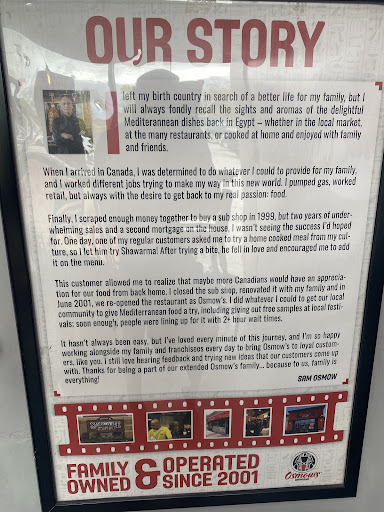 OUR STORY
I left my birth country in search of a better life for my family, but I
will always fondly recall the sights and aromas of the delightful
Mediterannean dishes back in Egypt – whether in the local market,
at the many restaurants, or cooked at home and enjoyed with family
and friends.
When I arrived in Canada, I was determined to do whatever I could to provide for my family,
and I worked different jobs trying to make my way in this new world. I pumped gas, worked
retail, but always with the desire to get back to my real passion: food.
Finally, I scraped enough money together to buy a sub shop in 1999, but two years of under-
whelming sales and a second mortgage on the house, I wasn't seeing the success I'd hoped
for. One day, one of my regular customers asked me to try a home cooked meal from my cul-
ture, so I let him try Shawarma! After trying a bite, he fell in love and encouraged me to add
it on the menu.
This customer allowed me to realize that maybe more Canadians would have an apprecia-
tion for our food from back home. I closed the sub shop, renovated it with my family and in
June 2001, we re-opened the restaurant as Osmow's. I did whatever I could to get our local
community to give Mediterranean food a try, including giving out free samples at local festi-
vals; soon enough, people were lining up for it with 2+ hour wait times.
It hasn't always been easy, but I've loved every minute of this journey, and I'm so happy
working alongside my family and franchisees every day to bring Osmow's to loyal custom-
ers, like you. I still love hearing feedback and trying new ideas that our customers come up
with. Thanks for being a part of our extended Osmow's family... because to us, family is
everything!
SAM OSMOW
FAMILY OWNED & OPERATED SINCE 2001
Osmow's